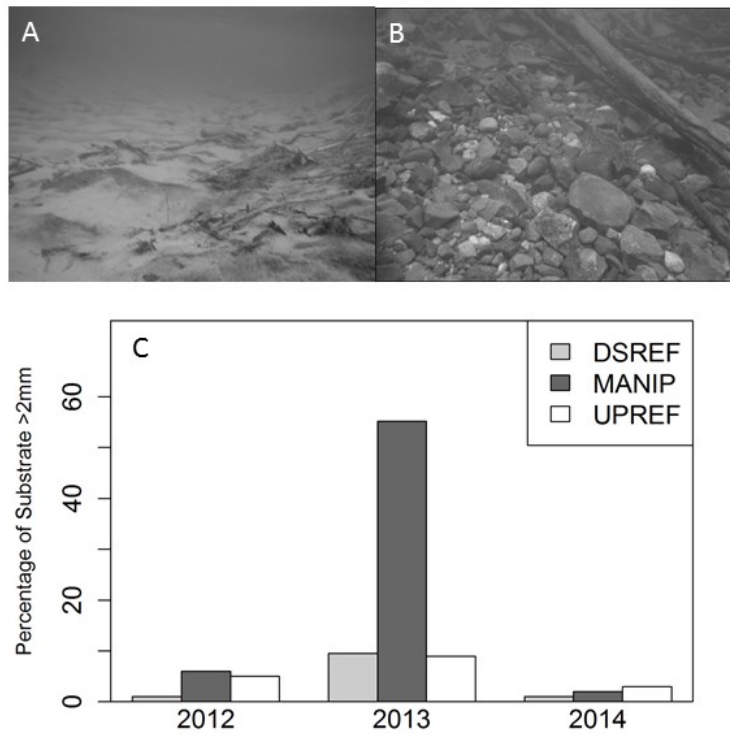 A
B
C
DSREF
MANIP
UPREF
Percentage of Substrate >2mm
60
40
20
0
2012
2013
2014